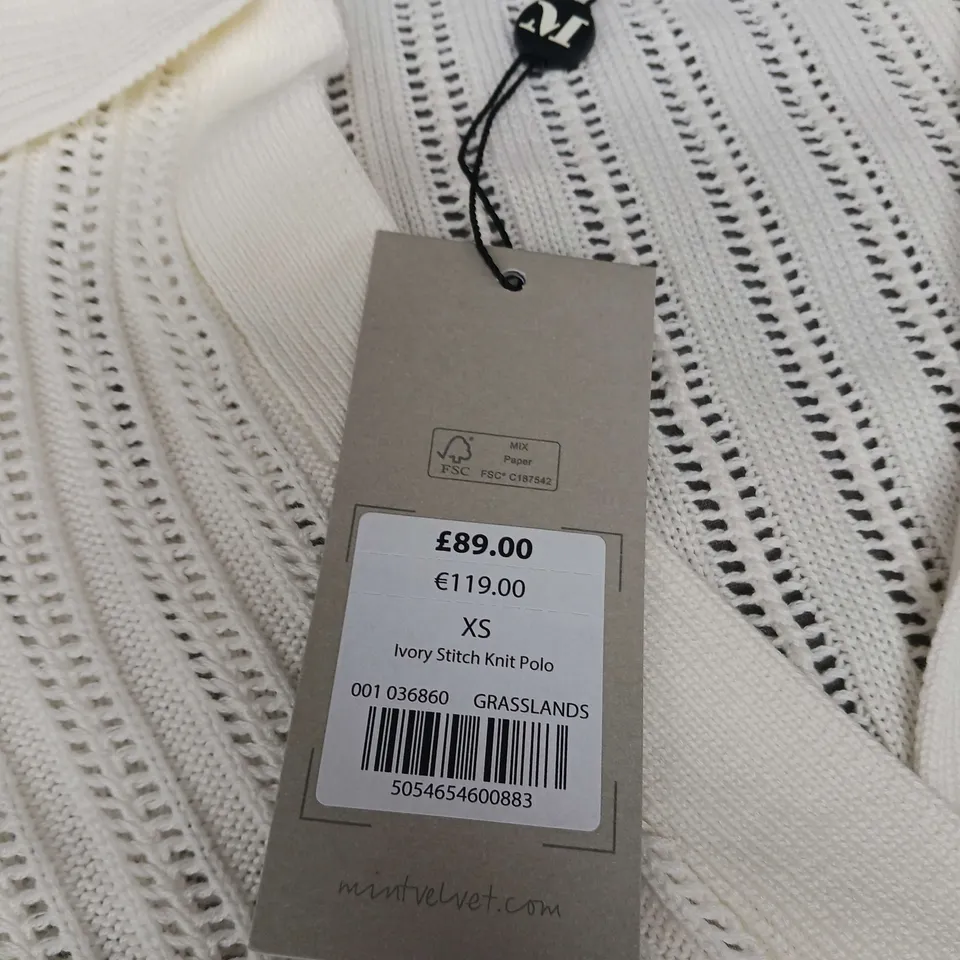 M
FSC
MIX
Paper
FSC® C187542
£89.00
€119.00
XS
Ivory Stitch Knit Polo
001 036860 GRASSLANDS
5054654600883
mintvelvet.com